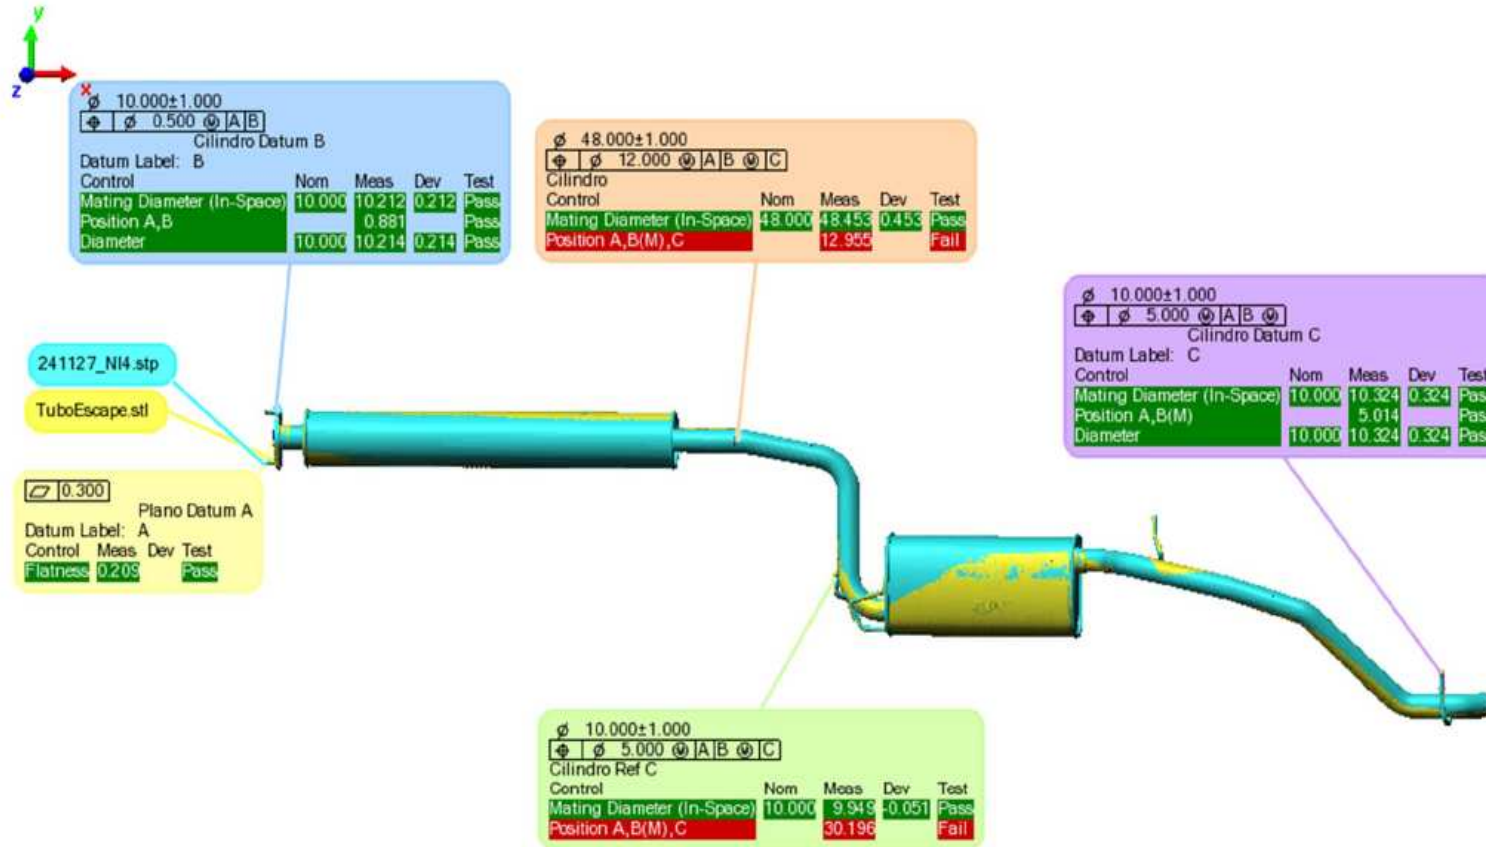 y
x
z
⌀ 10.000±1.000
⌖ ⌀ 0.500 Ⓜ A B
Cilindro Datum B
Datum Label: B
Control Nom Meas Dev Test
Mating Diameter (In-Space) 10.000 10.212 0.212 Pass
Position A,B 0.881 Pass
Diameter 10.000 10.214 0.214 Pass
⌀ 48.000±1.000
⌖ ⌀ 12.000 Ⓜ A B Ⓜ C
Cilindro
Control Nom Meas Dev Test
Mating Diameter (In-Space) 48.000 48.453 0.453 Pass
Position A,B(M),C 12.955 Fail
⌀ 10.000±1.000
⌖ ⌀ 5.000 Ⓜ A B Ⓜ
Cilindro Datum C
Datum Label: C
Control Nom Meas Dev Test
Mating Diameter (In-Space) 10.000 10.324 0.324 Pas
Position A,B(M) 5.014 Pas
Diameter 10.000 10.324 0.324 Pas
241127_NI4.stp
TuboEscape.stl
⏥ 0.300
Plano Datum A
Datum Label: A
Control Meas Dev Test
Flatness 0.209 Pass
⌀ 10.000±1.000
⌖ ⌀ 5.000 Ⓜ A B Ⓜ C
Cilindro Ref C
Control Nom Meas Dev Test
Mating Diameter (In-Space) 10.000 9.949 -0.051 Pass
Position A,B(M),C 30.196 Fail